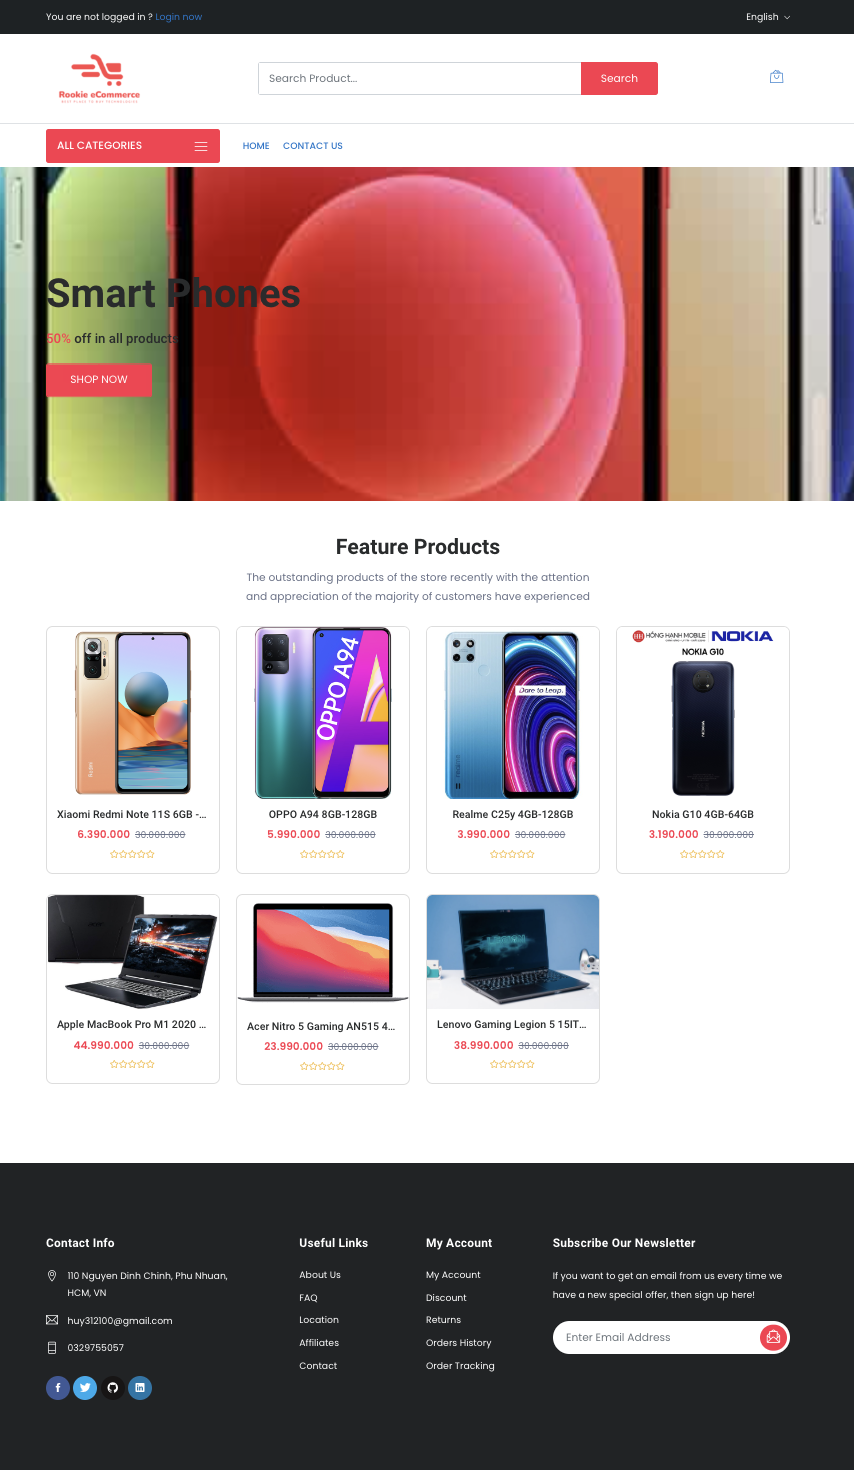 You are not logged in ? Login now
English
Rookie eCommerce
BEST PLACE TO BUY TECHNOLOGIES
Search Product...
Search
ALL CATEGORIES
HOME
CONTACT US
Smart Phones
50% off in all products
SHOP NOW
Feature Products
The outstanding products of the store recently with the attention
and appreciation of the majority of customers have experienced
Redmi
OPPO A94
realme
Dare to Leap.
HỒNG HẠNH MOBILE
NOKIA
NOKIA G10
NOKIA
Xiaomi Redmi Note 11S 6GB -...
6.390.000 30.000.000
OPPO A94 8GB-128GB
5.990.000 30.000.000
Realme C25y 4GB-128GB
3.990.000 30.000.000
Nokia G10 4GB-64GB
3.190.000 30.000.000
Apple MacBook Pro M1 2020 ...
44.990.000 30.000.000
Acer Nitro 5 Gaming AN515 4...
23.990.000 30.000.000
LEGION
Lenovo Gaming Legion 5 15IT...
38.990.000 30.000.000
Contact Info
110 Nguyen Dinh Chinh, Phu Nhuan,
HCM, VN
huy312100@gmail.com
0329755057
Useful Links
About Us
FAQ
Location
Affiliates
Contact
My Account
My Account
Discount
Returns
Orders History
Order Tracking
Subscribe Our Newsletter
If you want to get an email from us every time we
have a new special offer, then sign up here!
Enter Email Address